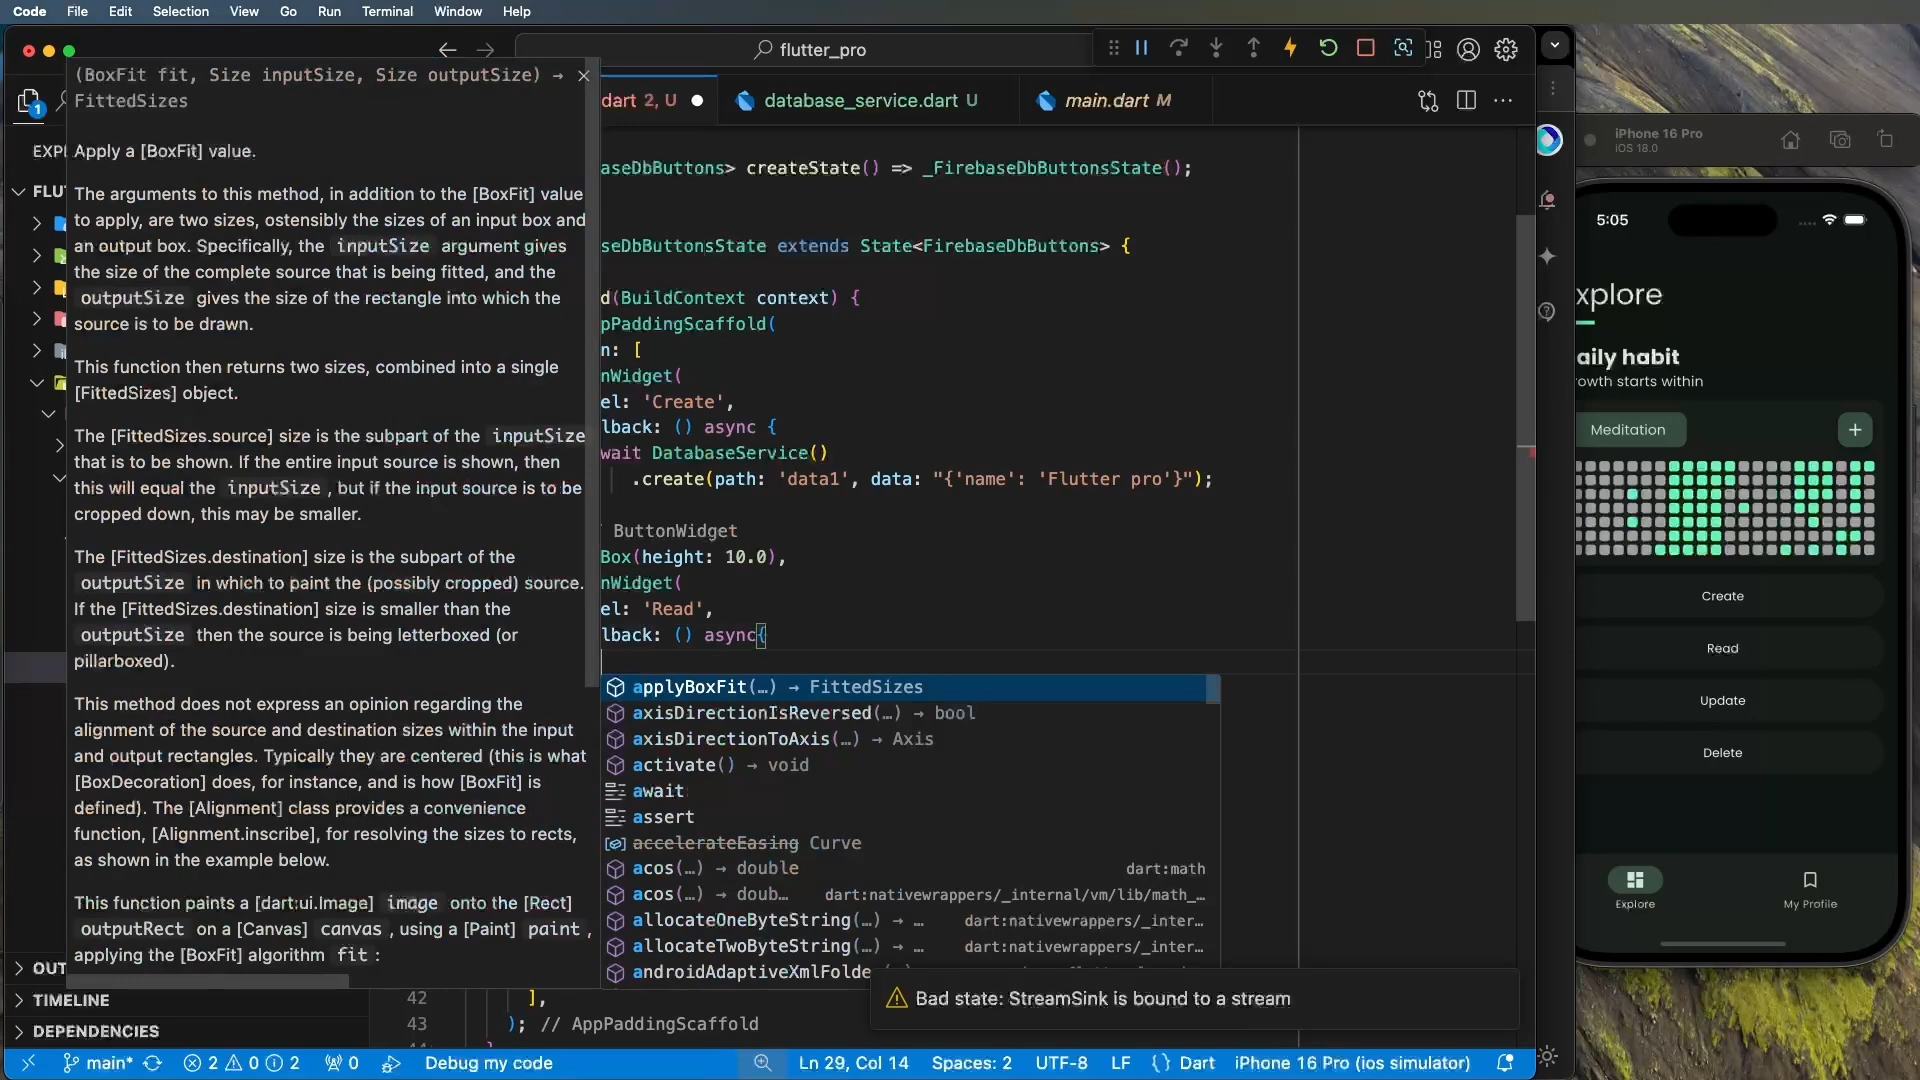 Code File Edit Selection View Go Run Terminal Window Help
flutter_pro
(BoxFit fit, Size inputSize, Size outputSize) →
FittedSizes
Apply a [BoxFit] value.
The arguments to this method, in addition to the [BoxFit] value
to apply, are two sizes, ostensibly the sizes of an input box and
an output box. Specifically, the inputSize argument gives
the size of the complete source that is being fitted, and the
outputSize gives the size of the rectangle into which the
source is to be drawn.
This function then returns two sizes, combined into a single
[FittedSizes] object.
The [FittedSizes.source] size is the subpart of the inputSize
that is to be shown. If the entire input source is shown, then
this will equal the inputSize , but if the input source is to be
cropped down, this may be smaller.
The [FittedSizes.destination] size is the subpart of the
outputSize in which to paint the (possibly cropped) source.
If the [FittedSizes.destination] size is smaller than the
outputSize then the source is being letterboxed (or
pillarboxed).
This method does not express an opinion regarding the
alignment of the source and destination sizes within the input
and output rectangles. Typically they are centered (this is what
[BoxDecoration] does, for instance, and is how [BoxFit] is
defined). The [Alignment] class provides a convenience
function, [Alignment.inscribe], for resolving the sizes to rects,
as shown in the example below.
This function paints a [dart:ui.Image] image onto the [Rect]
outputRect on a [Canvas] canvas , using a [Paint] paint ,
applying the [BoxFit] algorithm fit :
1
EXPL
FLUT
OUT
TIMELINE
DEPENDENCIES
dart 2, U
database_service.dart U
main.dart M
aseDbButtons> createState() => _FirebaseDbButtonsState();
seDbButtonsState extends State<FirebaseDbButtons> {
d(BuildContext context) {
pPaddingScaffold(
n: [
nWidget(
el: 'Create',
lback: () async {
wait DatabaseService()
.create(path: 'data1', data: "{'name': 'Flutter pro'}");
ButtonWidget
Box(height: 10.0),
nWidget(
el: 'Read',
lback: () async{
applyBoxFit(…) → FittedSizes
axisDirectionIsReversed(…) → bool
axisDirectionToAxis(…) → Axis
activate() → void
await
assert
accelerateEasing Curve
acos(…) → double dart:math
acos(…) → doub… dart:nativewrappers/_internal/vm/lib/math_…
allocateOneByteString(…) → … dart:nativewrappers/_inter…
allocateTwoByteString(…) → … dart:nativewrappers/_inter…
androidAdaptiveXmlFolde
42 ],
43 ); // AppPaddingScaffold
Bad state: StreamSink is bound to a stream
main* 2 0 2 0 Debug my code Ln 29, Col 14 Spaces: 2 UTF-8 LF {} Dart iPhone 16 Pro (ios simulator)
iPhone 16 Pro
iOS 18.0
5:05
xplore
aily habit
rowth starts within
Meditation +
Create
Read
Update
Delete
Explore
My Profile